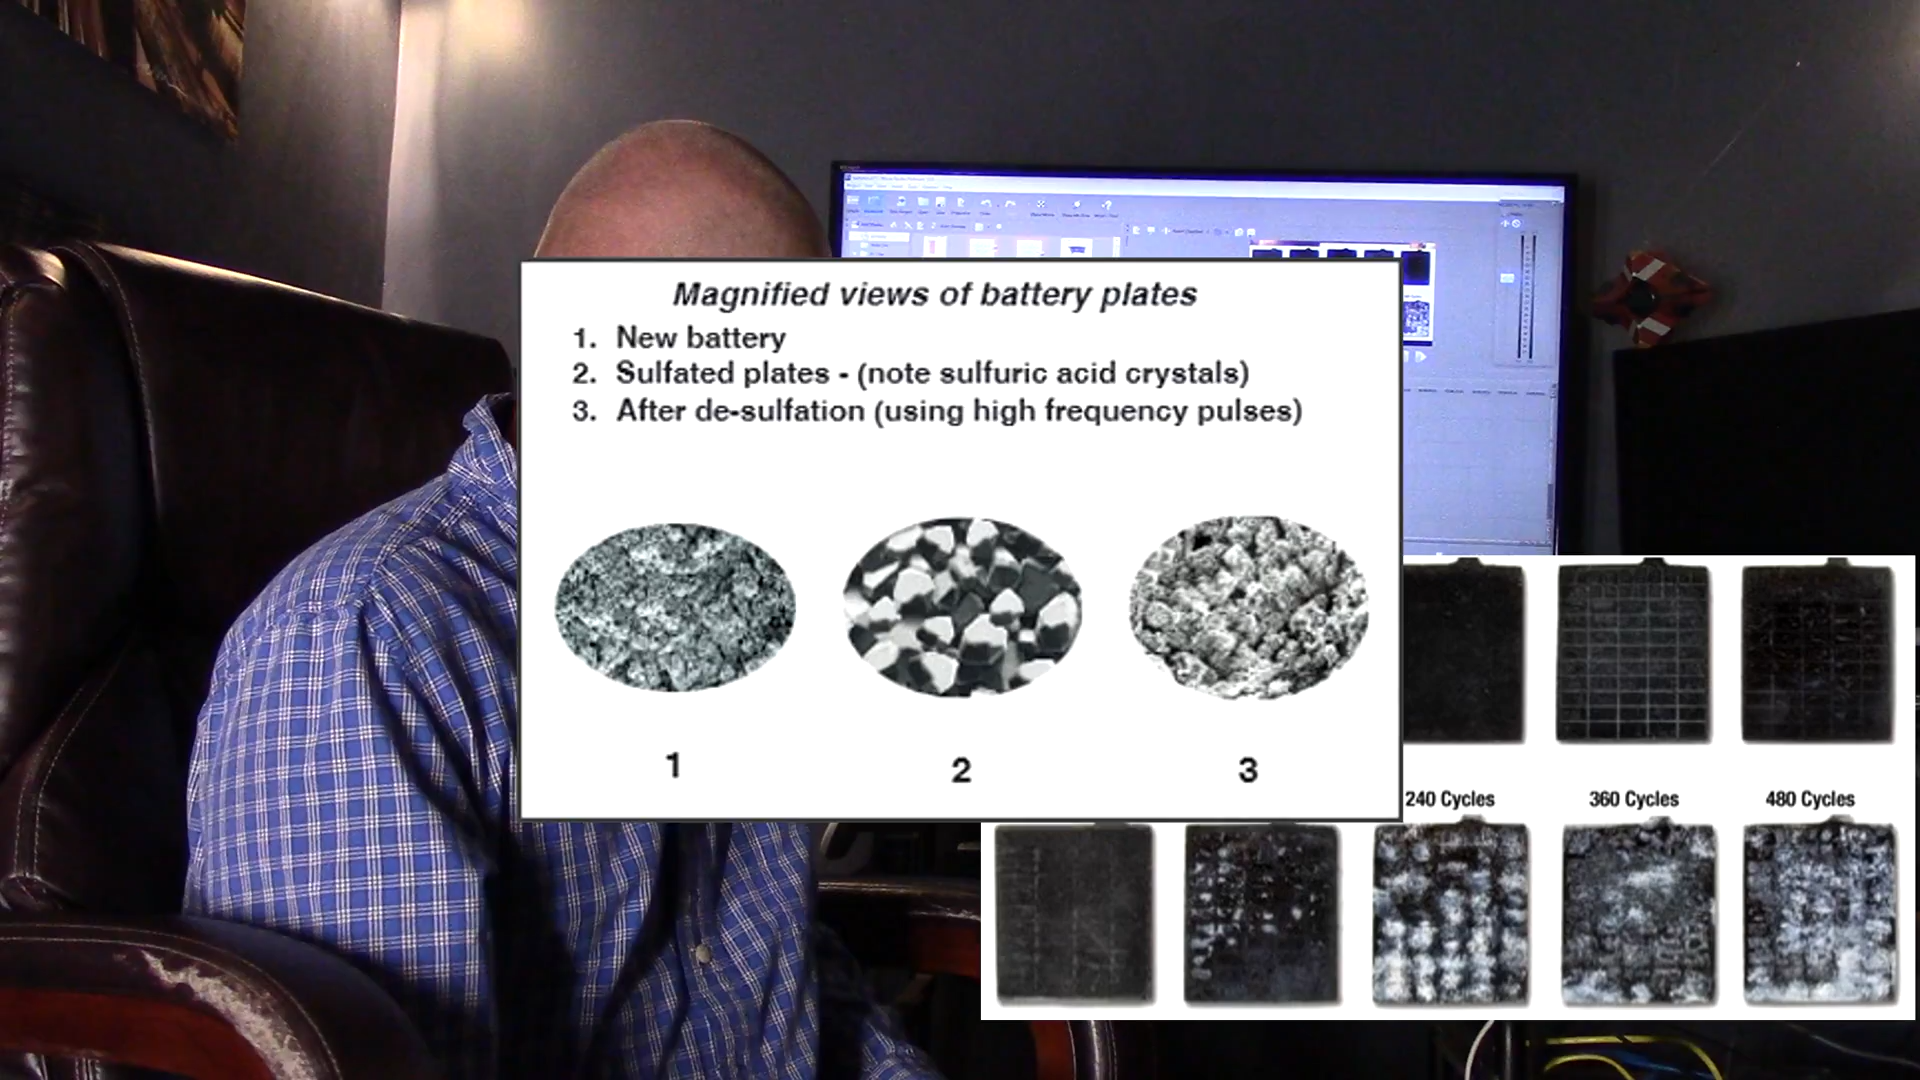 Magnified views of battery plates
1. New battery
2. Sulfated plates - (note sulfuric acid crystals)
3. After de-sulfation (using high frequency pulses)
1 2 3
240 Cycles 360 Cycles 480 Cycles